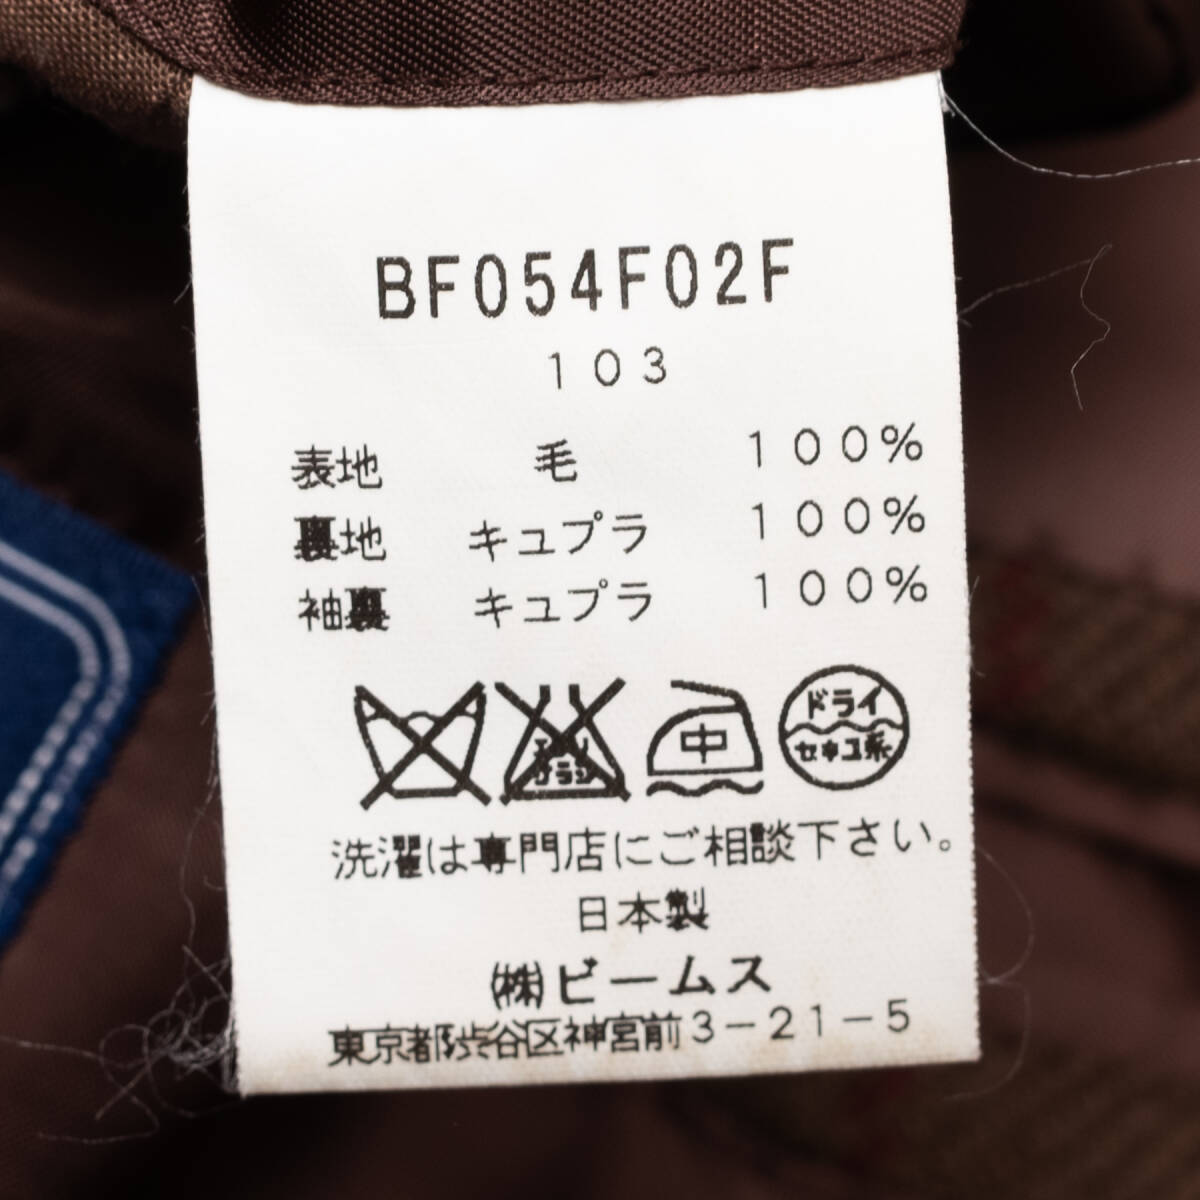 BF054F02F
103
表地 毛 100%
裏地 キュプラ 100%
袖裏 キュプラ 100%
中 ドライ
セキユ系
洗濯は専門店にご相談下さい。
日本製
㈱ビームス
東京都渋谷区神宮前3-21-5